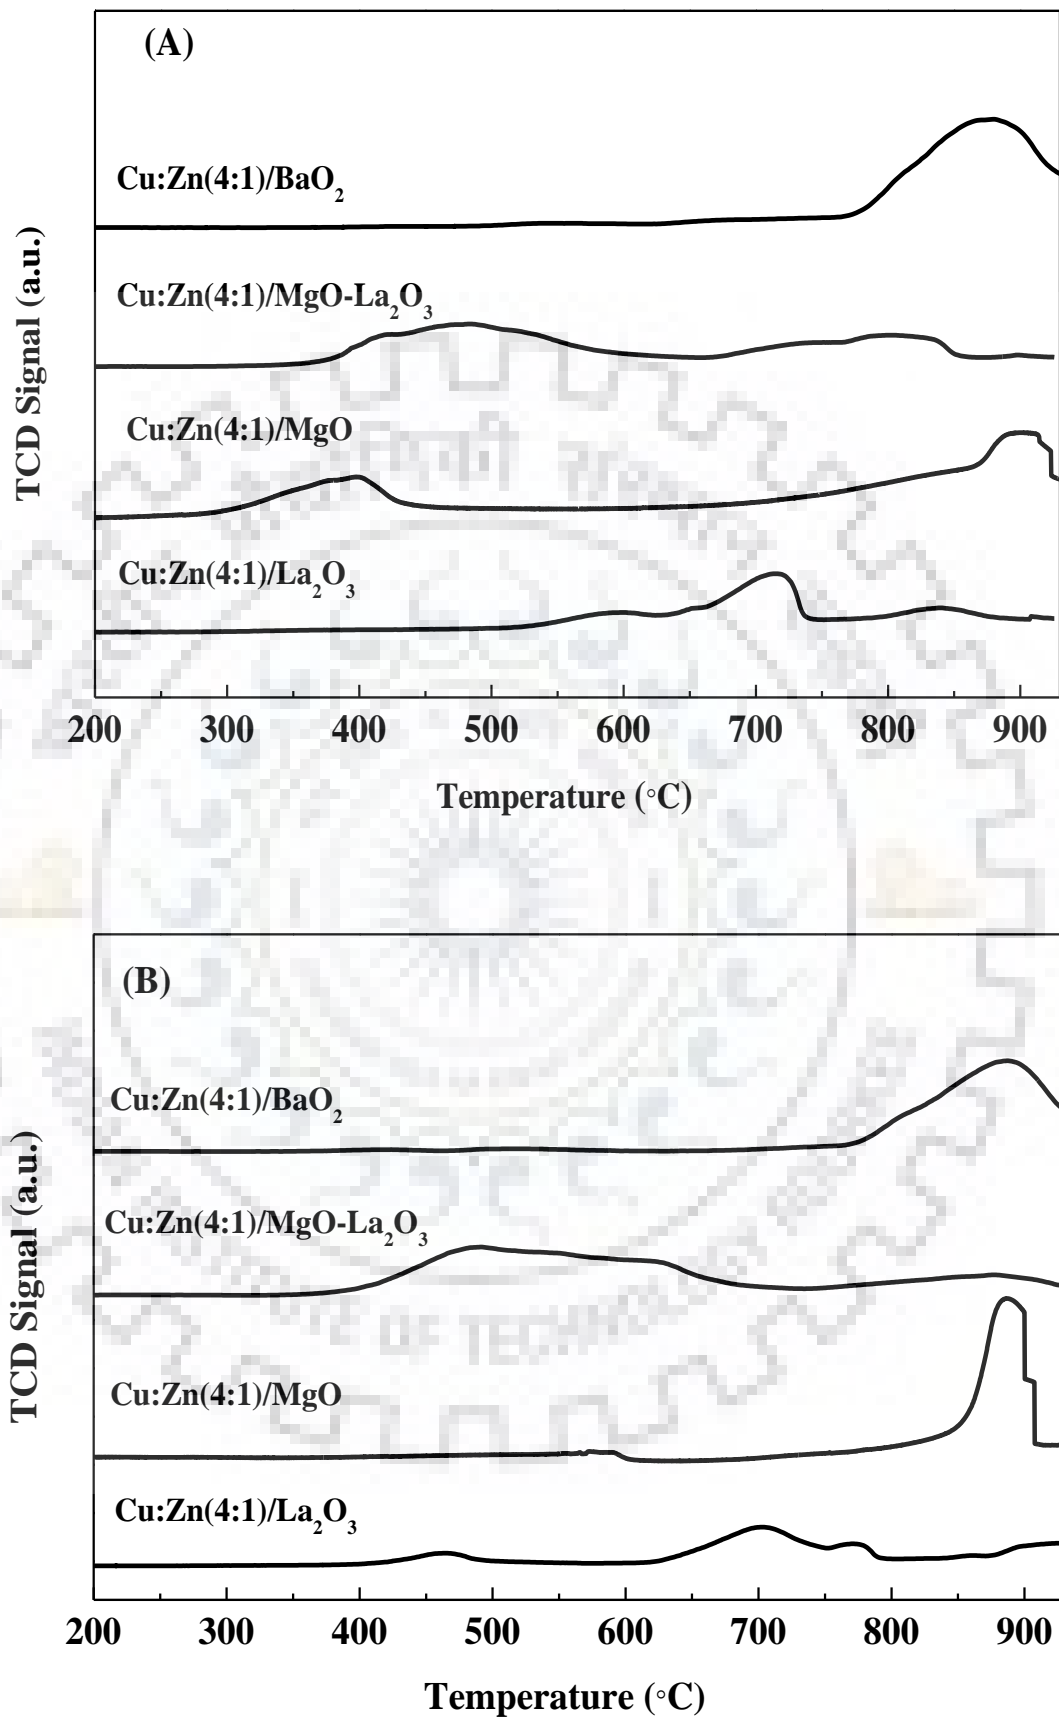 (A)
Cu:Zn(4:1)/BaO₂
Cu:Zn(4:1)/MgO-La₂O₃
Cu:Zn(4:1)/MgO
Cu:Zn(4:1)/La₂O₃
TCD Signal (a.u.)
200 300 400 500 600 700 800 900
Temperature (°C)
(B)
Cu:Zn(4:1)/BaO₂
Cu:Zn(4:1)/MgO-La₂O₃
Cu:Zn(4:1)/MgO
Cu:Zn(4:1)/La₂O₃
TCD Signal (a.u.)
OF TECHNOLOGY
200 300 400 500 600 700 800 900
Temperature (°C)